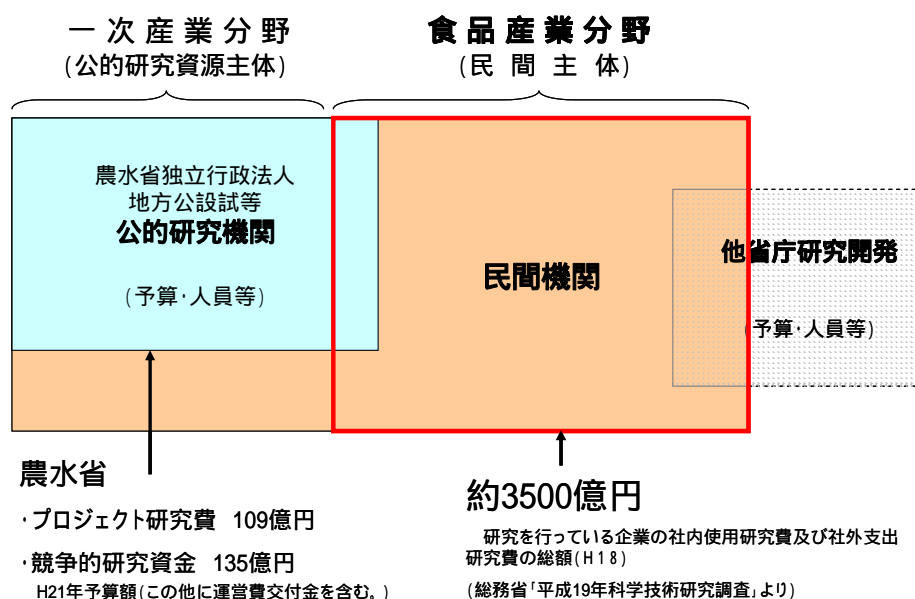 一次産業分野
(公的研究資源主体)
食品産業分野
(民間主体)
農水省独立行政法人
地方公設試等
公的研究機関
(予算・人員等)
民間機関
他省庁研究開発
(予算・人員等)
農水省
・プロジェクト研究費 109億円
・競争的研究資金 135億円
H21年予算額(この他に運営費交付金を含む。)
約3500億円
研究を行っている企業の社内使用研究費及び社外支出
研究費の総額(H18)
(総務省「平成19年科学技術研究調査」より)